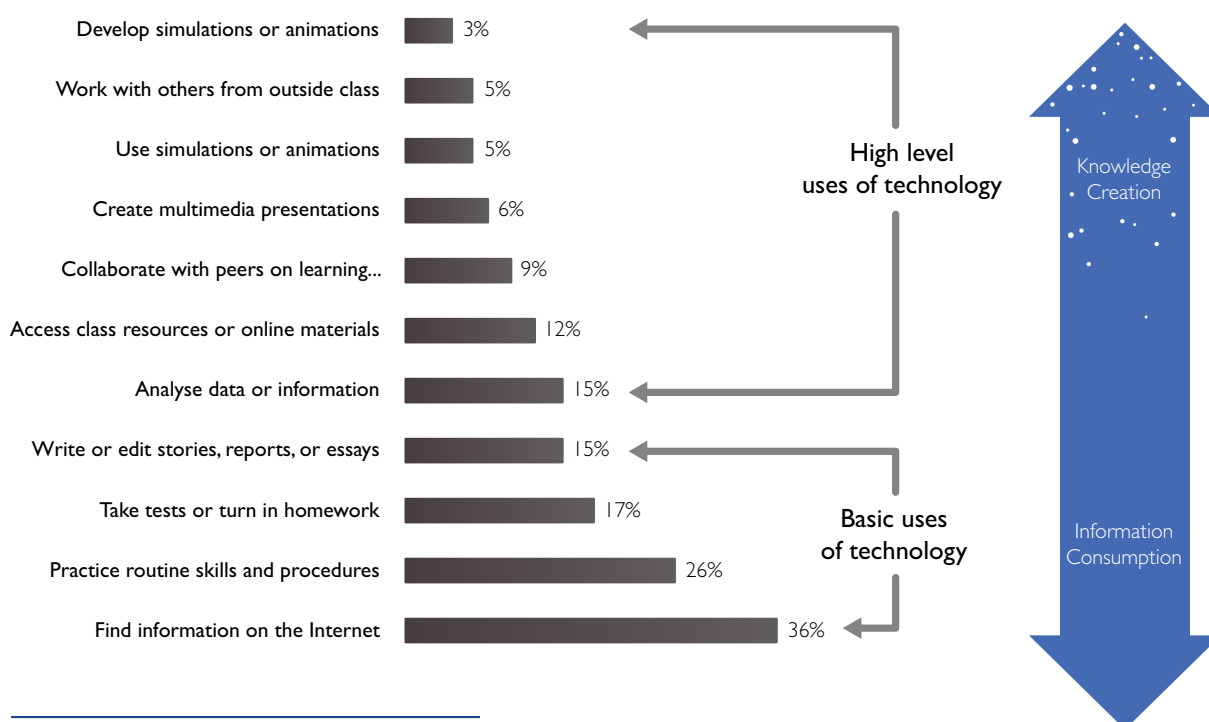 Develop simulations or animations 3%
Work with others from outside class 5%
Use simulations or animations 5%
High level
uses of technology
Knowledge
Creation
Create multimedia presentations 6%
Collaborate with peers on learning... 9%
Access class resources or online materials 12%
Analyse data or information 15%
Write or edit stories, reports, or essays 15%
Take tests or turn in homework 17%
Basic uses
of technology
Information
Consumption
Practice routine skills and procedures 26%
Find information on the Internet 36%